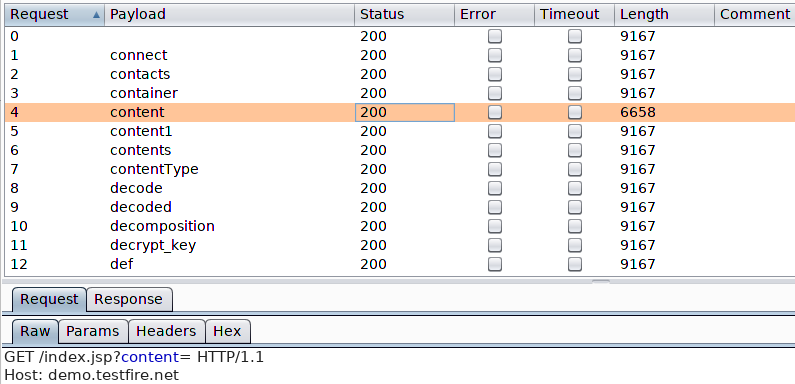 Request Payload Status Error Timeout Length Comment
0 200 9167
1 connect 200 9167
2 contacts 200 9167
3 container 200 9167
4 content 200 6658
5 content1 200 9167
6 contents 200 9167
7 contentType 200 9167
8 decode 200 9167
9 decoded 200 9167
10 decomposition 200 9167
11 decrypt_key 200 9167
12 def 200 9167
Request Response
Raw Params Headers Hex
GET /index.jsp?content= HTTP/1.1
Host: demo.testfire.net